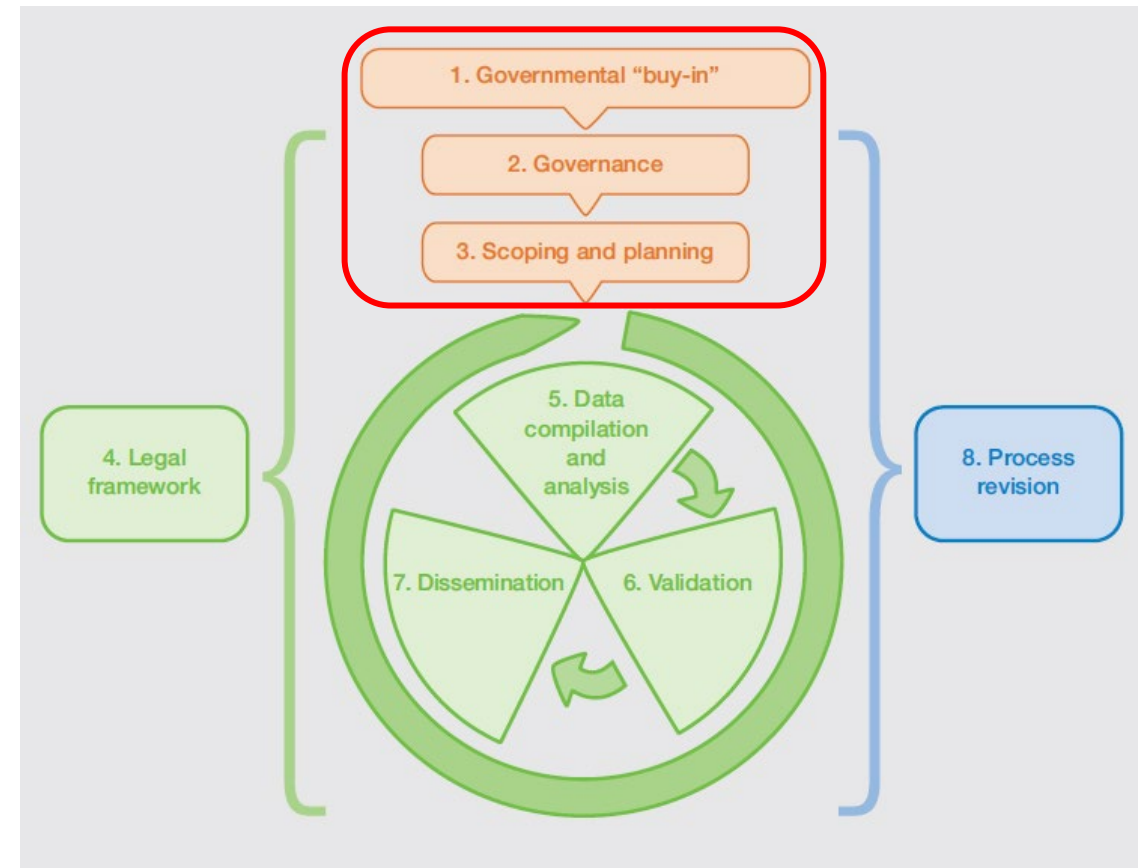 1. Governmental “buy-in”
2. Governance
3. Scoping and planning
4. Legal
framework
5. Data
compilation
and
analysis
6. Validation
7. Dissemination
8. Process
revision